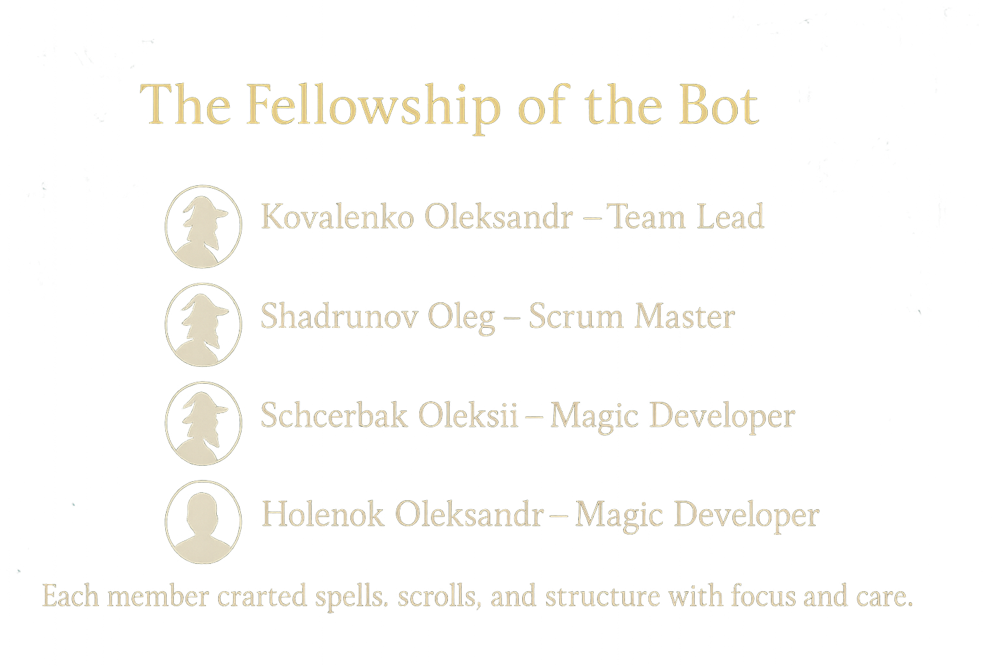 The Fellowship of the Bot
Kovalenko Oleksandr – Team Lead
Shadrunov Oleg – Scrum Master
Schcerbak Oleksii – Magic Developer
Holenok Oleksandr – Magic Developer
Each member crarted spells. scrolls, and structure with focus and care.